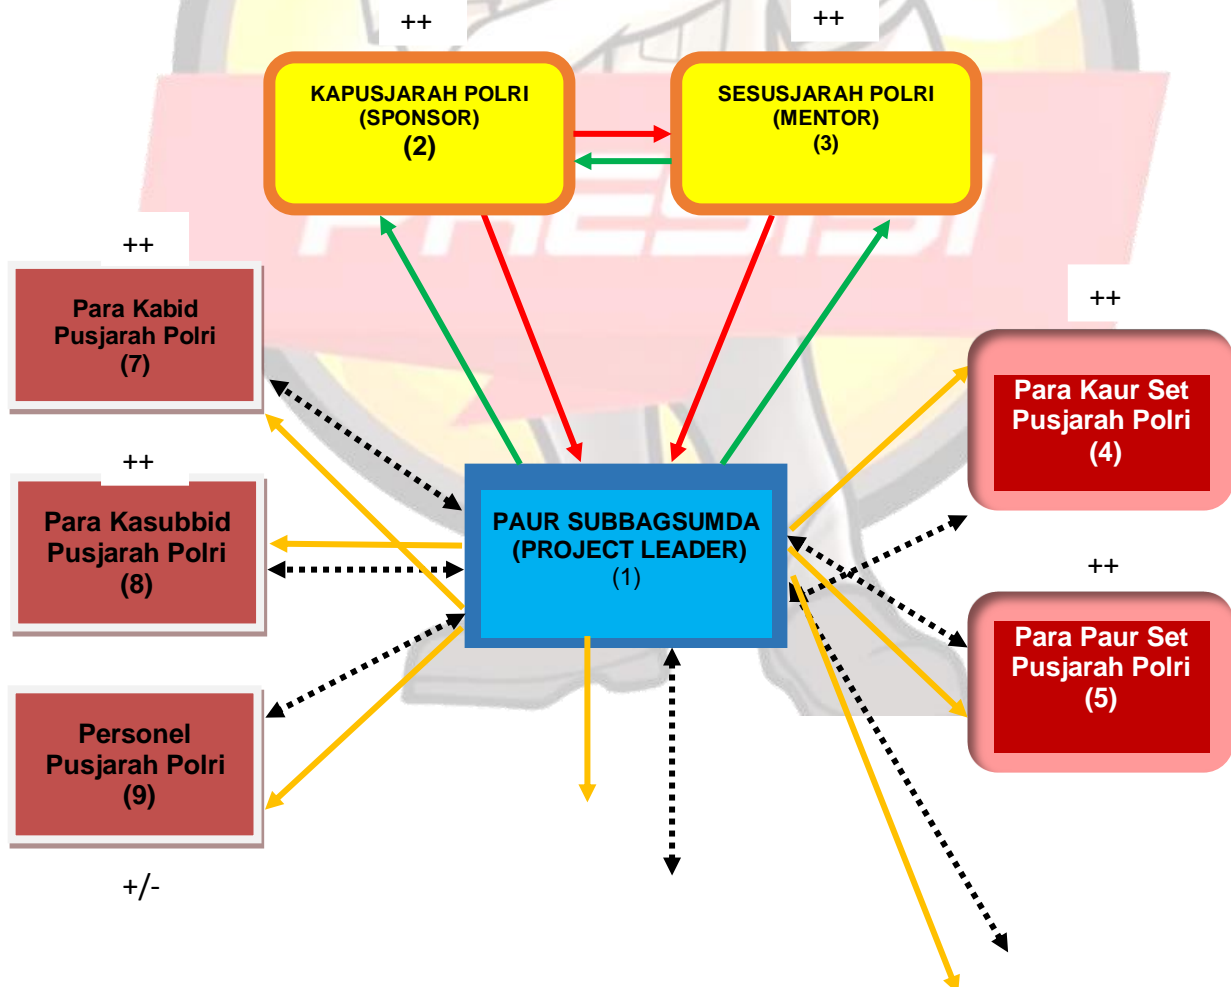 ++
++
KAPUSJARAH POLRI
(SPONSOR)
(2)
SESUSJARAH POLRI
(MENTOR)
(3)
PRESISI
++
Para Kabid
Pusjarah Polri
(7)
++
Para Kaur Set
Pusjarah Polri
(4)
++
Para Kasubbid
Pusjarah Polri
(8)
PAUR SUBBAGSUMDA
(PROJECT LEADER)
(1)
++
Para Paur Set
Pusjarah Polri
(5)
Personel
Pusjarah Polri
(9)
+/-